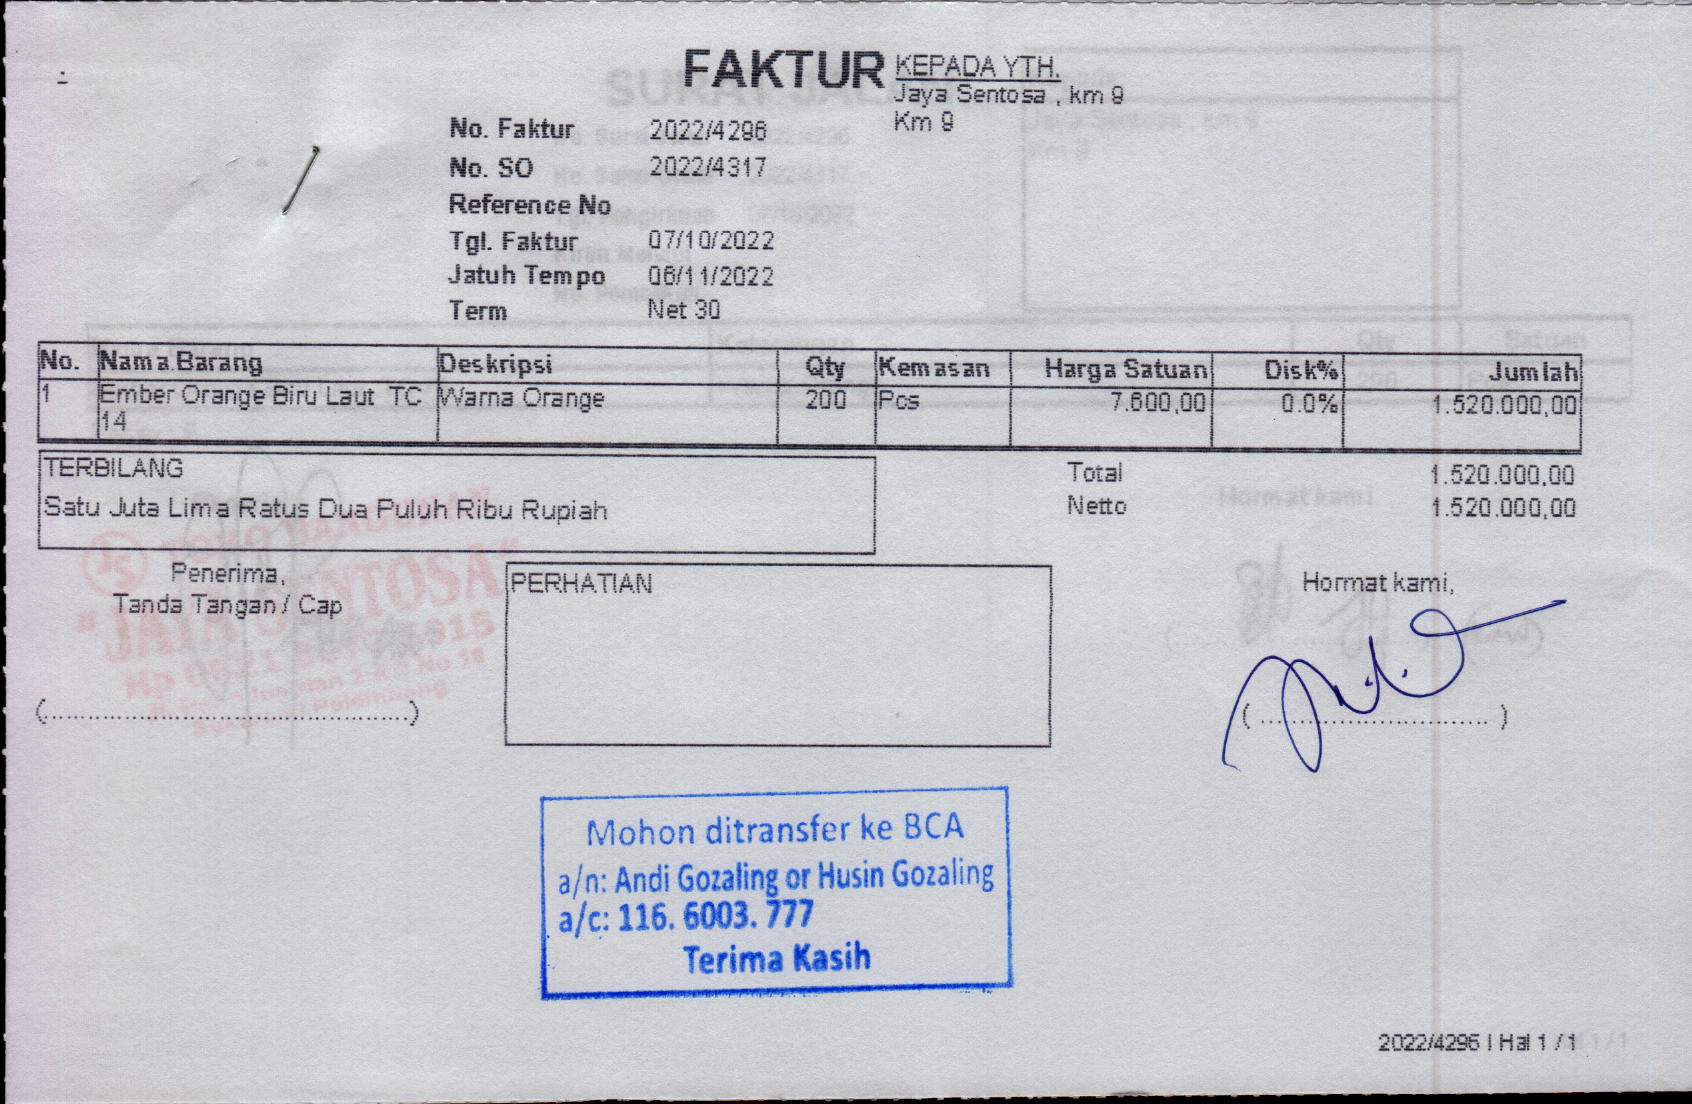 FAKTUR
KEPADA YTH.
Jaya Sentosa , km 9
Km 9
No. Faktur 2022/4296
No. SO 2022/4317
Reference No
Tgl. Faktur 07/10/2022
Jatuh Tempo 06/11/2022
Term Net 30
No. Nama Barang Deskripsi Qty Kemasan Harga Satuan Disk% Jumlah
1 Ember Orange Biru Laut TC Warna Orange 200 Pcs 7.600,00 0.0% 1.520.000,00
14
TERBILANG
Satu Juta Lima Ratus Dua Puluh Ribu Rupiah
Total 1.520.000,00
Netto 1.520.000,00
Penerima,
Tanda Tangan / Cap
(..................................................)
PERHATIAN
Hormat kami,
( ............................... )
TOKO BANGUNAN
"JAYA SENTOSA"
Mohon ditransfer ke BCA
a/n: Andi Gozaling or Husin Gozaling
a/c: 116. 6003. 777
Terima Kasih
2022/4296 | Hal 1 / 1